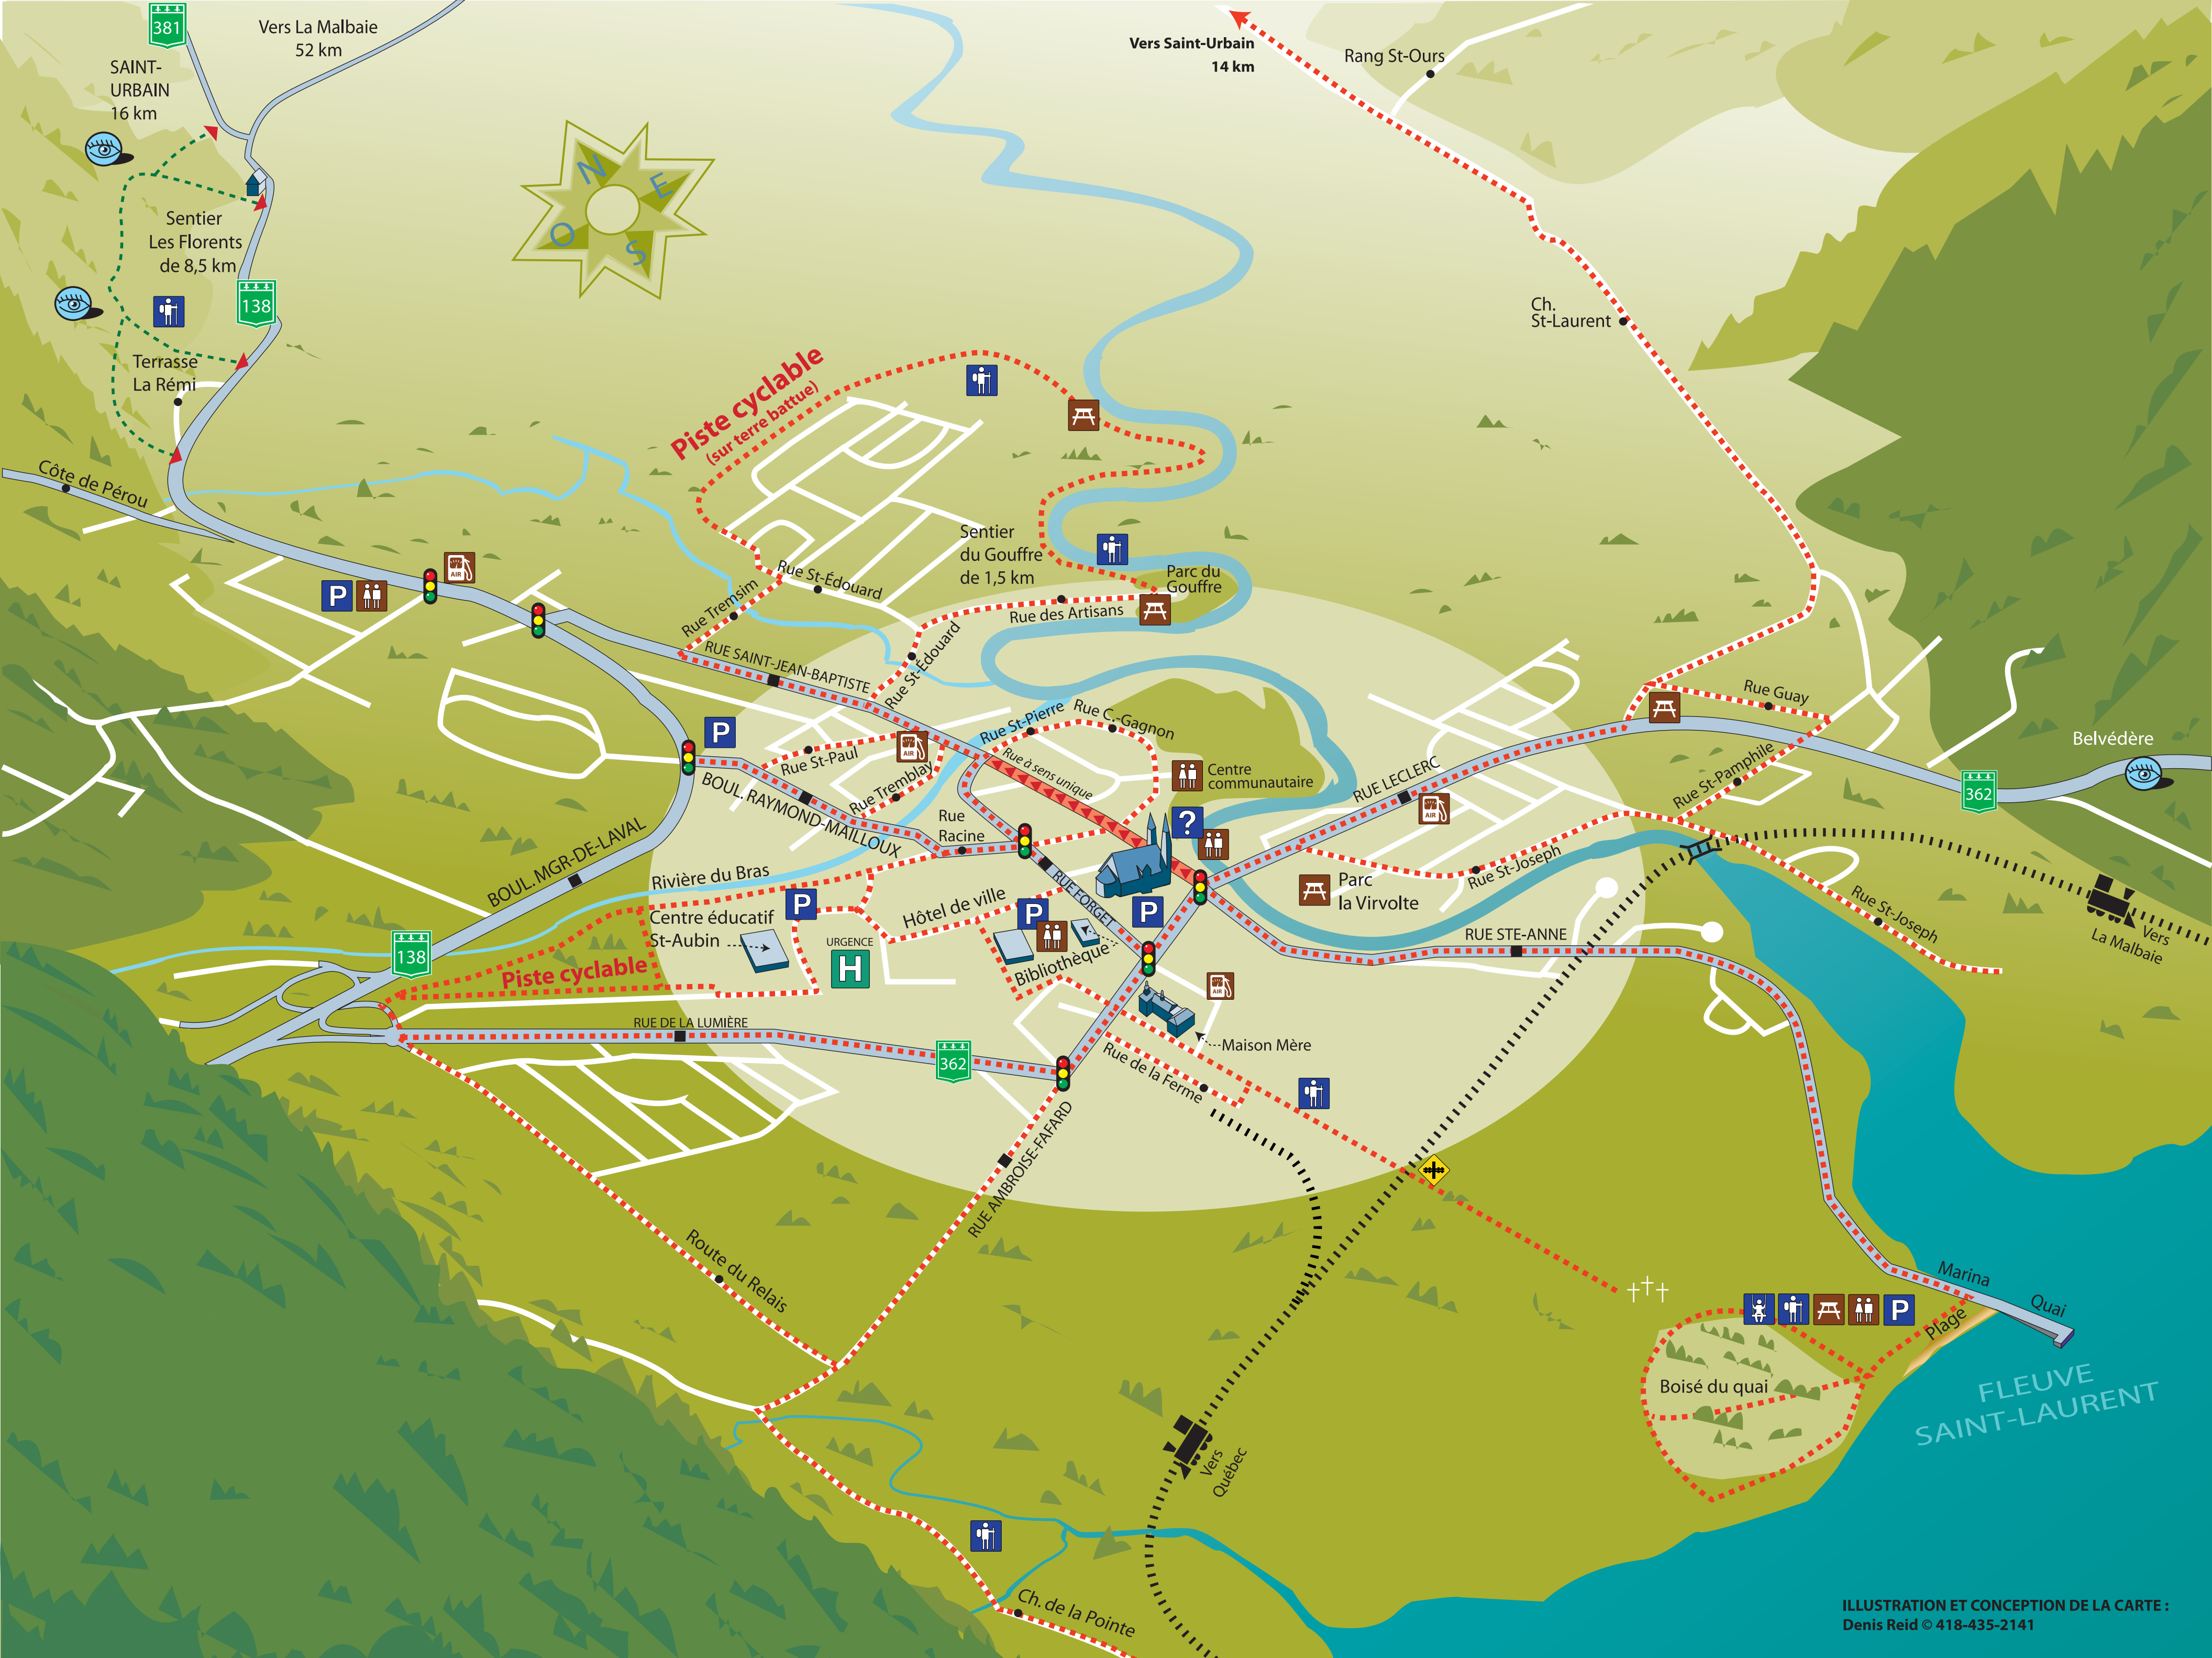 381
Vers La Malbaie
52 km
SAINT-
URBAIN
16 km
Vers Saint-Urbain
14 km
Rang St-Ours
N
E
O
S
Sentier
Les Florents
de 8,5 km
138
Ch.
St-Laurent
Terrasse
La Rémi
Piste cyclable
(sur terre battue)
Côte de Pérou
Sentier
du Gouffre
de 1,5 km
Parc du
Gouffre
P
AIR
Rue St-Édouard
Rue Tremsim
Rue des Artisans
RUE SAINT-JEAN-BAPTISTE
Rue St-Édouard
Rue Guay
Rue St-Pierre
Rue C.-Gagnon
P
Rue St-Paul
AIR
Rue à sens unique
Centre
communautaire
Belvédère
BOUL. RAYMOND-MAILLOUX
Rue Tremblay
RUE LECLERC
AIR
Rue St-Pamphile
362
Rue
Racine
?
BOUL. MGR-DE-LAVAL
Rivière du Bras
RUE FORGET
Rue St-Joseph
Parc
la Virvolte
Rue St-Joseph
Vers
La Malbaie
P
Centre éducatif
St-Aubin
Hôtel de ville
P
P
URGENCE
H
Bibliothèque
RUE STE-ANNE
138
Piste cyclable
AIR
RUE DE LA LUMIÈRE
362
Maison Mère
Rue de la Ferme
RUE AMBROISE-FAFARD
Route du Relais
Marina
Quai
P
Plage
Boisé du quai
FLEUVE
SAINT-LAURENT
Vers
Québec
Ch. de la Pointe
ILLUSTRATION ET CONCEPTION DE LA CARTE :
Denis Reid © 418-435-2141